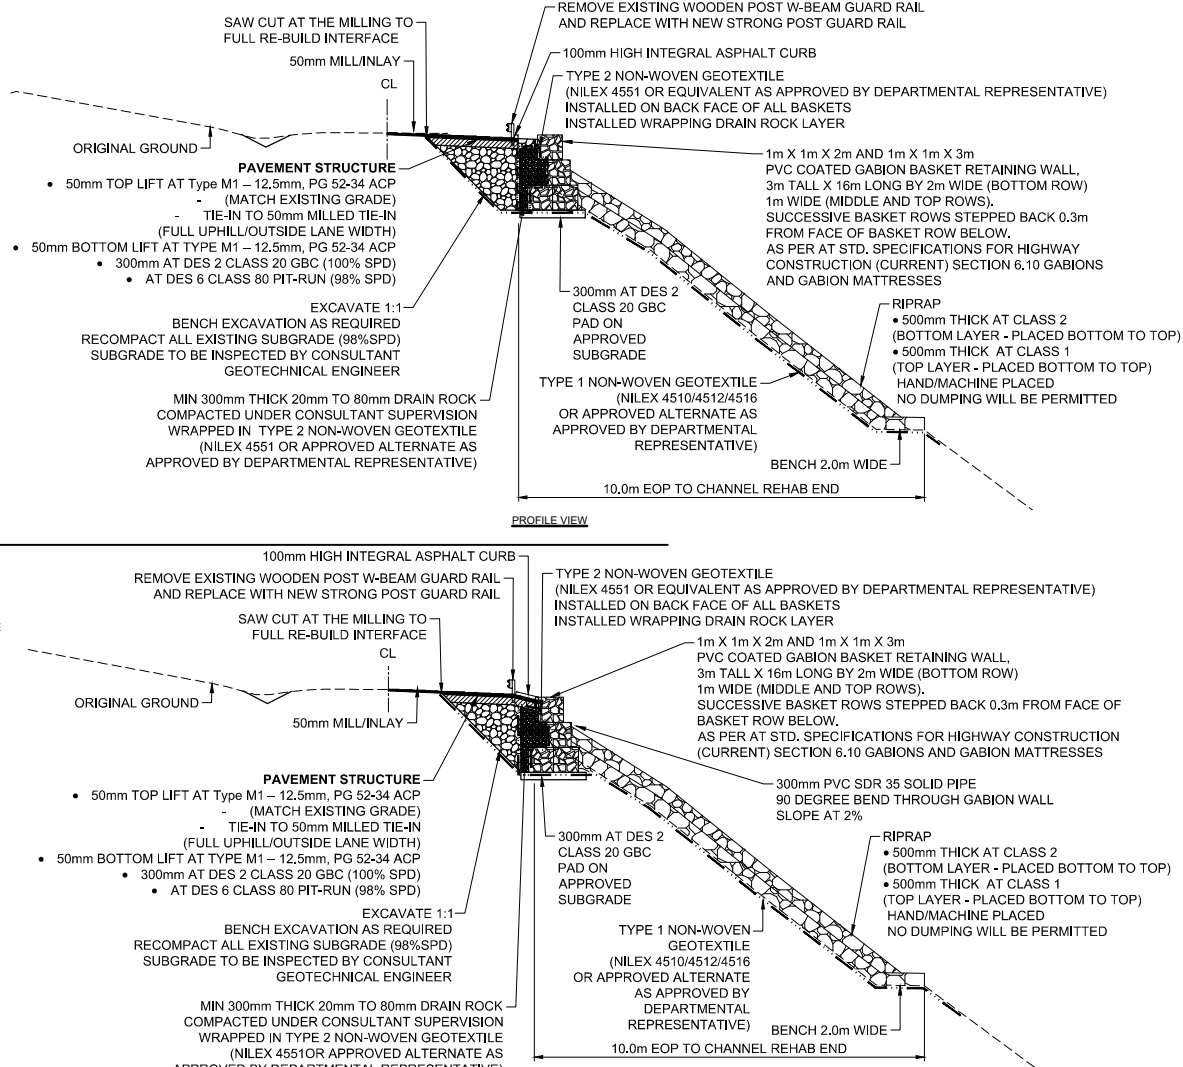 REMOVE EXISTING WOODEN POST W-BEAM GUARD RAIL
AND REPLACE WITH NEW STRONG POST GUARD RAIL
SAW CUT AT THE MILLING TO
FULL RE-BUILD INTERFACE
100mm HIGH INTEGRAL ASPHALT CURB
50mm MILL/INLAY
TYPE 2 NON-WOVEN GEOTEXTILE
(NILEX 4551 OR EQUIVALENT AS APPROVED BY DEPARTMENTAL REPRESENTATIVE)
INSTALLED ON BACK FACE OF ALL BASKETS
INSTALLED WRAPPING DRAIN ROCK LAYER
CL
ORIGINAL GROUND
1m X 1m X 2m AND 1m X 1m X 3m
PVC COATED GABION BASKET RETAINING WALL,
3m TALL X 16m LONG BY 2m WIDE (BOTTOM ROW)
1m WIDE (MIDDLE AND TOP ROWS).
SUCCESSIVE BASKET ROWS STEPPED BACK 0.3m
FROM FACE OF BASKET ROW BELOW.
AS PER AT STD. SPECIFICATIONS FOR HIGHWAY
CONSTRUCTION (CURRENT) SECTION 6.10 GABIONS
AND GABION MATTRESSES
PAVEMENT STRUCTURE
• 50mm TOP LIFT AT Type M1 – 12.5mm, PG 52-34 ACP
- (MATCH EXISTING GRADE)
- TIE-IN TO 50mm MILLED TIE-IN
(FULL UPHILL/OUTSIDE LANE WIDTH)
• 50mm BOTTOM LIFT AT TYPE M1 – 12.5mm, PG 52-34 ACP
• 300mm AT DES 2 CLASS 20 GBC (100% SPD)
• AT DES 6 CLASS 80 PIT-RUN (98% SPD)
EXCAVATE 1:1
BENCH EXCAVATION AS REQUIRED
RECOMPACT ALL EXISTING SUBGRADE (98%SPD)
SUBGRADE TO BE INSPECTED BY CONSULTANT
GEOTECHNICAL ENGINEER
300mm AT DES 2
CLASS 20 GBC
PAD ON
APPROVED
SUBGRADE
RIPRAP
• 500mm THICK AT CLASS 2
(BOTTOM LAYER - PLACED BOTTOM TO TOP)
• 500mm THICK AT CLASS 1
(TOP LAYER - PLACED BOTTOM TO TOP)
HAND/MACHINE PLACED
NO DUMPING WILL BE PERMITTED
MIN 300mm THICK 20mm TO 80mm DRAIN ROCK
COMPACTED UNDER CONSULTANT SUPERVISION
WRAPPED IN TYPE 2 NON-WOVEN GEOTEXTILE
(NILEX 4551 OR APPROVED ALTERNATE AS
APPROVED BY DEPARTMENTAL REPRESENTATIVE)
TYPE 1 NON-WOVEN GEOTEXTILE
(NILEX 4510/4512/4516
OR APPROVED ALTERNATE AS
APPROVED BY DEPARTMENTAL
REPRESENTATIVE)
BENCH 2.0m WIDE
10.0m EOP TO CHANNEL REHAB END
PROFILE VIEW
100mm HIGH INTEGRAL ASPHALT CURB
REMOVE EXISTING WOODEN POST W-BEAM GUARD RAIL
AND REPLACE WITH NEW STRONG POST GUARD RAIL
SAW CUT AT THE MILLING TO
FULL RE-BUILD INTERFACE
TYPE 2 NON-WOVEN GEOTEXTILE
(NILEX 4551 OR EQUIVALENT AS APPROVED BY DEPARTMENTAL REPRESENTATIVE)
INSTALLED ON BACK FACE OF ALL BASKETS
INSTALLED WRAPPING DRAIN ROCK LAYER
CL
ORIGINAL GROUND
50mm MILL/INLAY
1m X 1m X 2m AND 1m X 1m X 3m
PVC COATED GABION BASKET RETAINING WALL,
3m TALL X 16m LONG BY 2m WIDE (BOTTOM ROW)
1m WIDE (MIDDLE AND TOP ROWS).
SUCCESSIVE BASKET ROWS STEPPED BACK 0.3m FROM FACE OF
BASKET ROW BELOW.
AS PER AT STD. SPECIFICATIONS FOR HIGHWAY CONSTRUCTION
(CURRENT) SECTION 6.10 GABIONS AND GABION MATTRESSES
PAVEMENT STRUCTURE
• 50mm TOP LIFT AT Type M1 – 12.5mm, PG 52-34 ACP
- (MATCH EXISTING GRADE)
- TIE-IN TO 50mm MILLED TIE-IN
(FULL UPHILL/OUTSIDE LANE WIDTH)
• 50mm BOTTOM LIFT AT TYPE M1 – 12.5mm, PG 52-34 ACP
• 300mm AT DES 2 CLASS 20 GBC (100% SPD)
• AT DES 6 CLASS 80 PIT-RUN (98% SPD)
300mm PVC SDR 35 SOLID PIPE
90 DEGREE BEND THROUGH GABION WALL
SLOPE AT 2%
300mm AT DES 2
CLASS 20 GBC
PAD ON
APPROVED
SUBGRADE
RIPRAP
• 500mm THICK AT CLASS 2
(BOTTOM LAYER - PLACED BOTTOM TO TOP)
• 500mm THICK AT CLASS 1
(TOP LAYER - PLACED BOTTOM TO TOP)
HAND/MACHINE PLACED
NO DUMPING WILL BE PERMITTED
EXCAVATE 1:1
BENCH EXCAVATION AS REQUIRED
RECOMPACT ALL EXISTING SUBGRADE (98%SPD)
SUBGRADE TO BE INSPECTED BY CONSULTANT
GEOTECHNICAL ENGINEER
TYPE 1 NON-WOVEN
GEOTEXTILE
(NILEX 4510/4512/4516
OR APPROVED ALTERNATE
AS APPROVED BY
DEPARTMENTAL
REPRESENTATIVE)
MIN 300mm THICK 20mm TO 80mm DRAIN ROCK
COMPACTED UNDER CONSULTANT SUPERVISION
WRAPPED IN TYPE 2 NON-WOVEN GEOTEXTILE
(NILEX 4551OR APPROVED ALTERNATE AS
APPROVED BY DEPARTMENTAL REPRESENTATIVE)
BENCH 2.0m WIDE
10.0m EOP TO CHANNEL REHAB END